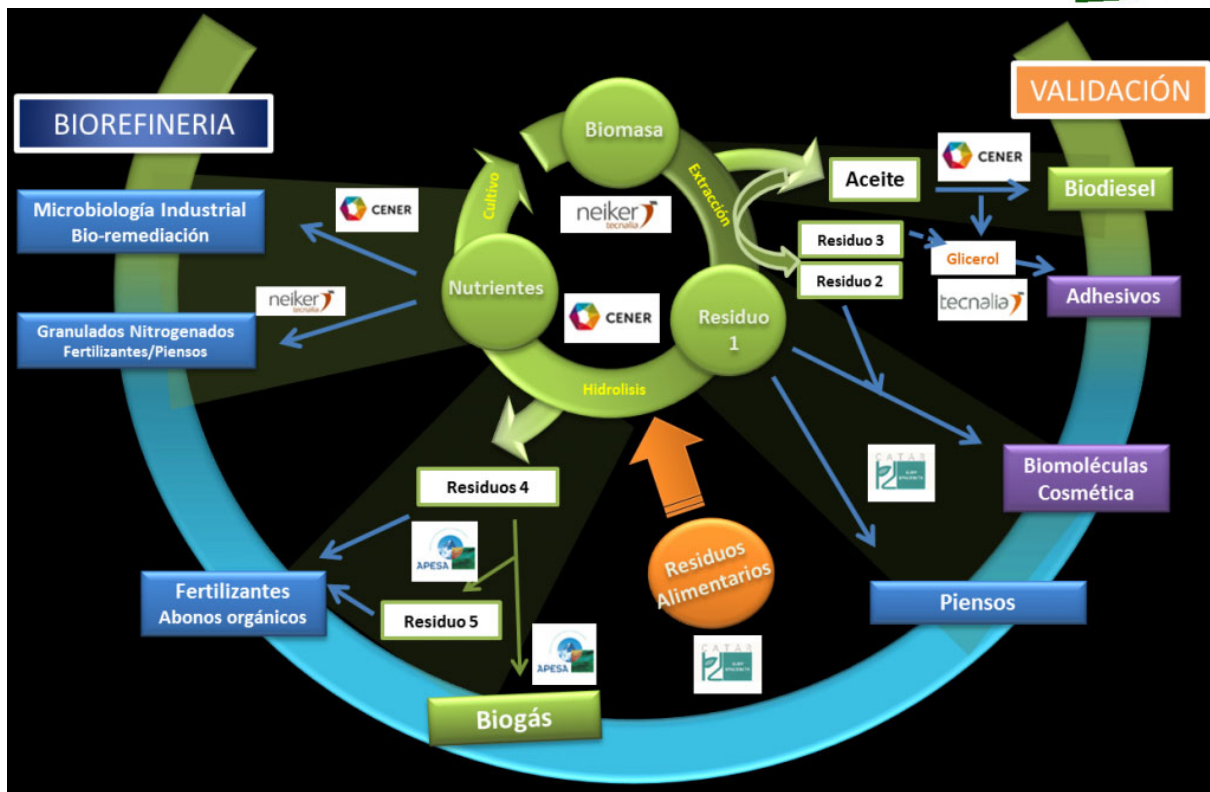 BIOREFINERIA
VALIDACIÓN
Biomasa
Cultivo
Extracción
neiker
tecnalia
Aceite
CENER
Biodiesel
Microbiología Industrial
Bio-remediación
CENER
Residuo 3
Residuo 2
Glicerol
tecnalia
Adhesivos
Nutrientes
CENER
Residuo
1
neiker
tecnalia
Granulados Nitrogenados
Fertilizantes/Piensos
Hidrolisis
Residuos 4
APESA
CATAR
Biomoléculas
Cosmética
Residuos
Alimentarios
Fertilizantes
Abonos orgánicos
Residuo 5
Piensos
APESA
CATAR
Biogás